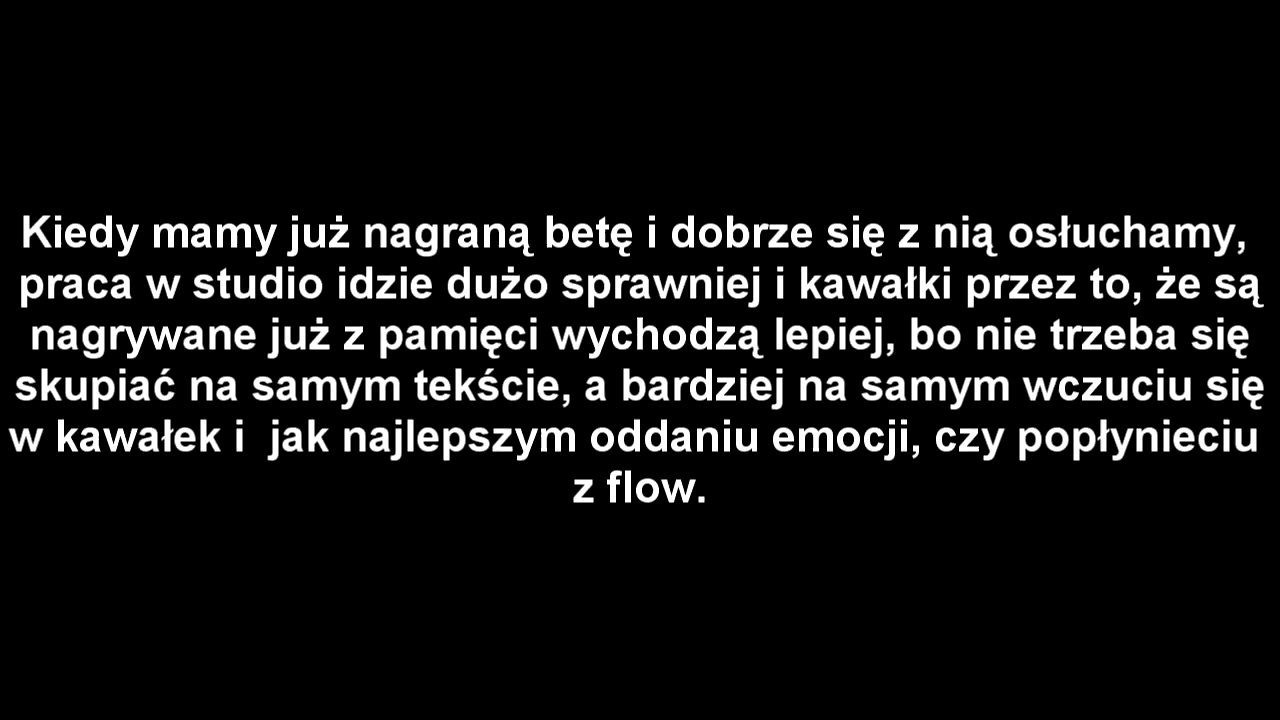 Kiedy mamy już nagraną betę i dobrze się z nią osłuchamy,
praca w studio idzie dużo sprawniej i kawałki przez to, że są
nagrywane już z pamięci wychodzą lepiej, bo nie trzeba się
skupiać na samym tekście, a bardziej na samym wczuciu się
w kawałek i  jak najlepszym oddaniu emocji, czy popłynieciu
z flow.